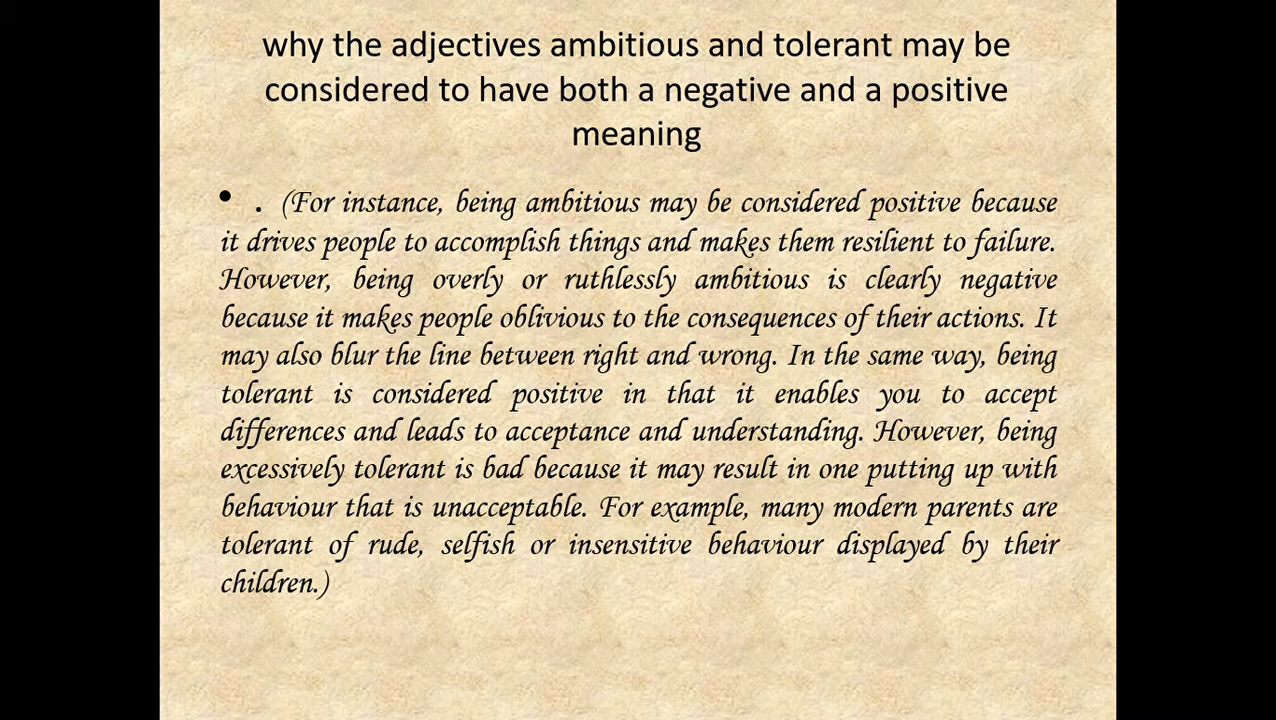 why the adjectives ambitious and tolerant may be
considered to have both a negative and a positive
meaning
• . (For instance, being ambitious may be considered positive because
it drives people to accomplish things and makes them resilient to failure.
However, being overly or ruthlessly ambitious is clearly negative
because it makes people oblivious to the consequences of their actions. It
may also blur the line between right and wrong. In the same way, being
tolerant is considered positive in that it enables you to accept
differences and leads to acceptance and understanding. However, being
excessively tolerant is bad because it may result in one putting up with
behaviour that is unacceptable. For example, many modern parents are
tolerant of rude, selfish or insensitive behaviour displayed by their
children.)